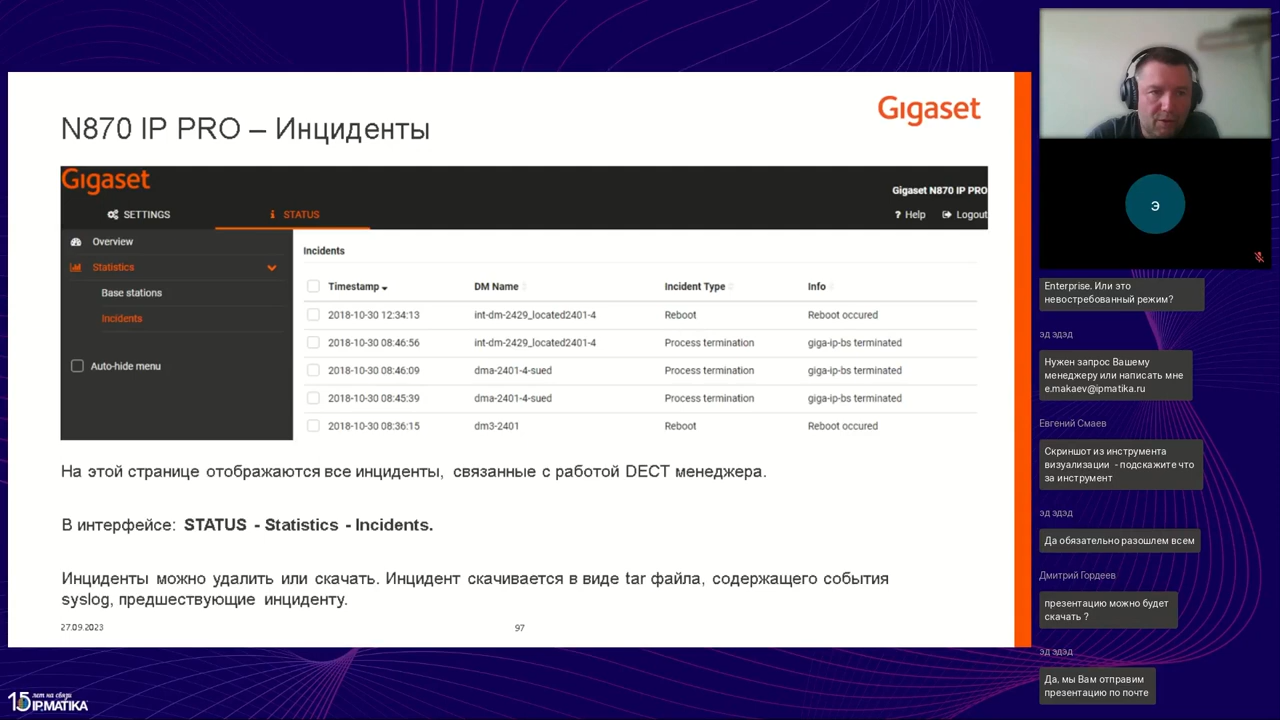 N870 IP PRO – Инциденты
Gigaset
Gigaset
Gigaset N870 IP PRO
SETTINGS
STATUS
? Help
Logout
Overview
Statistics
Base stations
Incidents
Auto-hide menu
Incidents
Timestamp DM Name Incident Type Info
2018-10-30 12:34:13 int-dm-2429_located2401-4 Reboot Reboot occured
2018-10-30 08:46:56 int-dm-2429_located2401-4 Process termination giga-ip-bs terminated
2018-10-30 08:46:09 dma-2401-4-sued Process termination giga-ip-bs terminated
2018-10-30 08:45:39 dma-2401-4-sued Process termination giga-ip-bs terminated
2018-10-30 08:36:15 dm3-2401 Reboot Reboot occured
На этой странице отображаются все инциденты, связанные с работой DECT менеджера.
В интерфейсе: STATUS - Statistics - Incidents.
Инциденты можно удалить или скачать. Инцидент скачивается в виде tar файла, содержащего события
syslog, предшествующие инциденту.
27.09.2023
97
15 лет на связи
IPMATIKA
э
Enterprise. Или это
невостребованный режим?
эд эдэд
Нужен запрос Вашему
менеджеру или написать мне
e.makaev@ipmatika.ru
Евгений Смаев
Скриншот из инструмента
визуализации - подскажите что
за инструмент
эд эдэд
Да обязательно разошлем всем
Дмитрий Гордеев
презентацию можно будет
скачать ?
эд эдэд
Да, мы Вам отправим
презентацию по почте